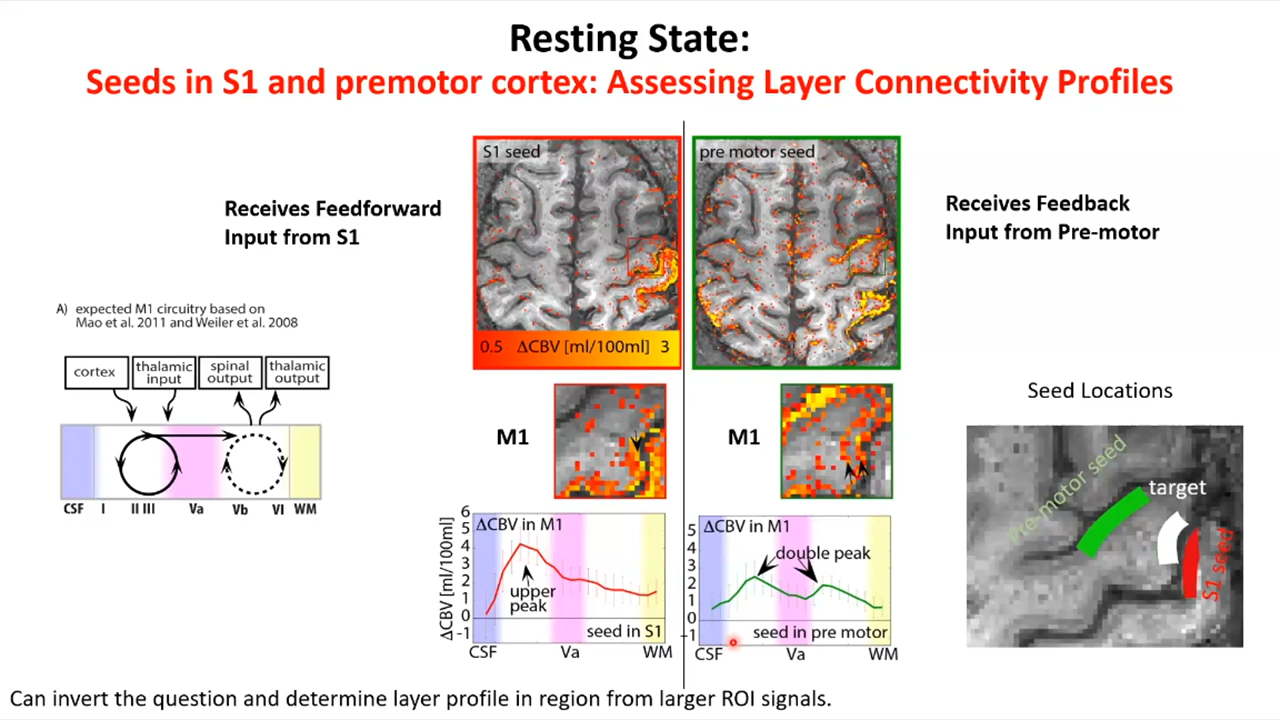 Resting State:
Seeds in S1 and premotor cortex: Assessing Layer Connectivity Profiles
Receives Feedforward
Input from S1
S1 seed
pre motor seed
Receives Feedback
Input from Pre-motor
0.5 ΔCBV [ml/100ml] 3
A) expected M1 circuitry based on
Mao et al. 2011 and Weiler et al. 2008
cortex
thalamic
input
spinal
output
thalamic
output
CSF I II III Va Vb VI WM
M1
M1
Seed Locations
pre-motor seed
target
S1 seed
ΔCBV [ml/100ml]
6
5
4
3
2
1
0
-1
ΔCBV in M1
upper
peak
seed in S1
CSF Va WM
5
4
3
2
1
0
-1
ΔCBV in M1
double peak
seed in pre motor
CSF Va WM
Can invert the question and determine layer profile in region from larger ROI signals.